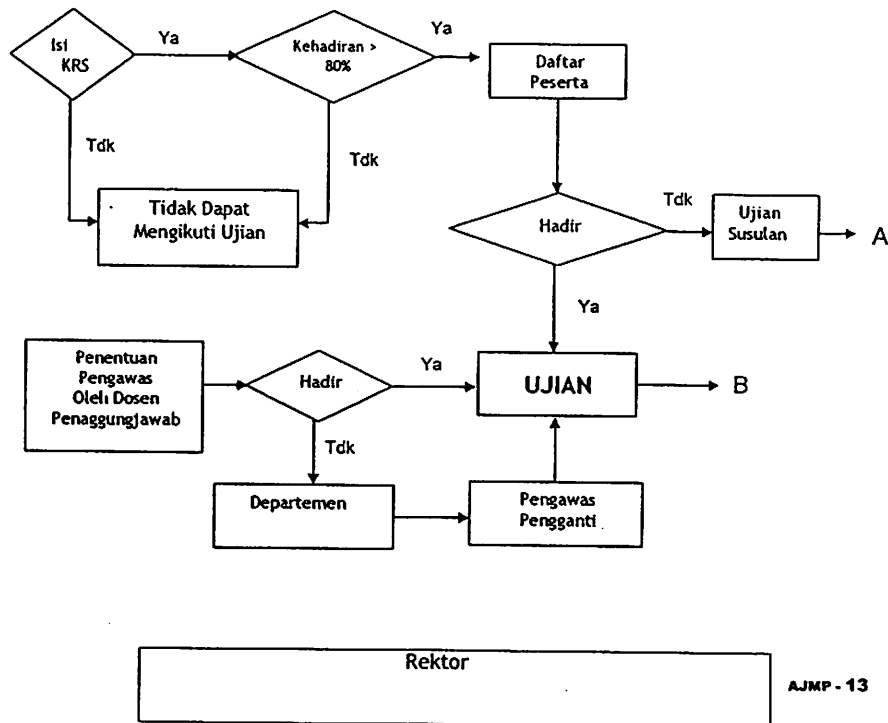 Isi
KRS
Ya
Kehadiran >
80%
Ya
Daftar
Peserta
Tdk
Tdk
Tidak Dapat
Mengikuti Ujian
Hadir
Tdk
Ujian
Susulan
A
Ya
Penentuan
Pengawas
Oleh Dosen
Penaggungjawab
Hadir
Ya
UJIAN
B
Tdk
Departemen
Pengawas
Pengganti
Rektor
AJMP - 13